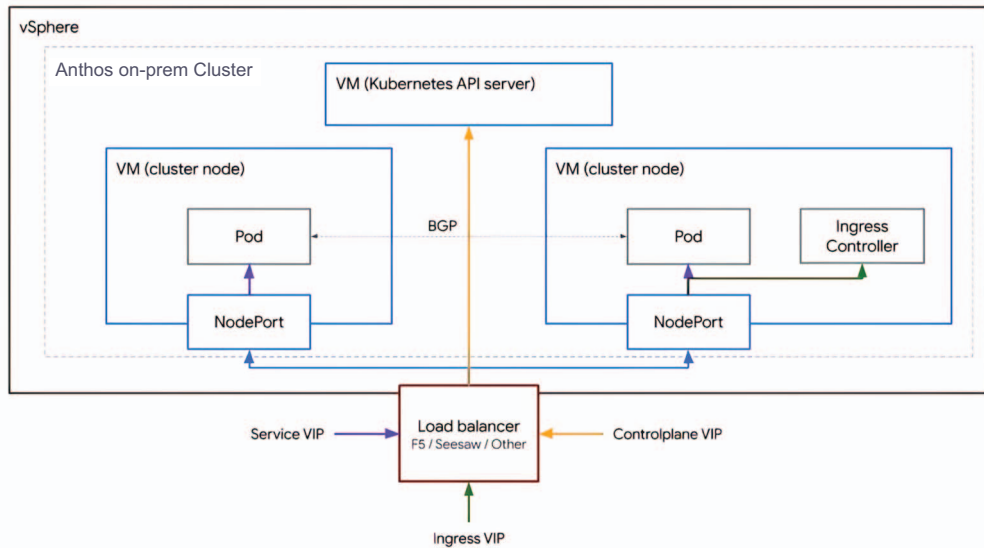 vSphere
Anthos on-prem Cluster
VM (Kubernetes API server)
VM (cluster node)
VM (cluster node)
Pod
BGP
Pod
Ingress
Controller
NodePort
NodePort
Load balancer
F5 / Seesaw / Other
Service VIP
Controlplane VIP
Ingress VIP